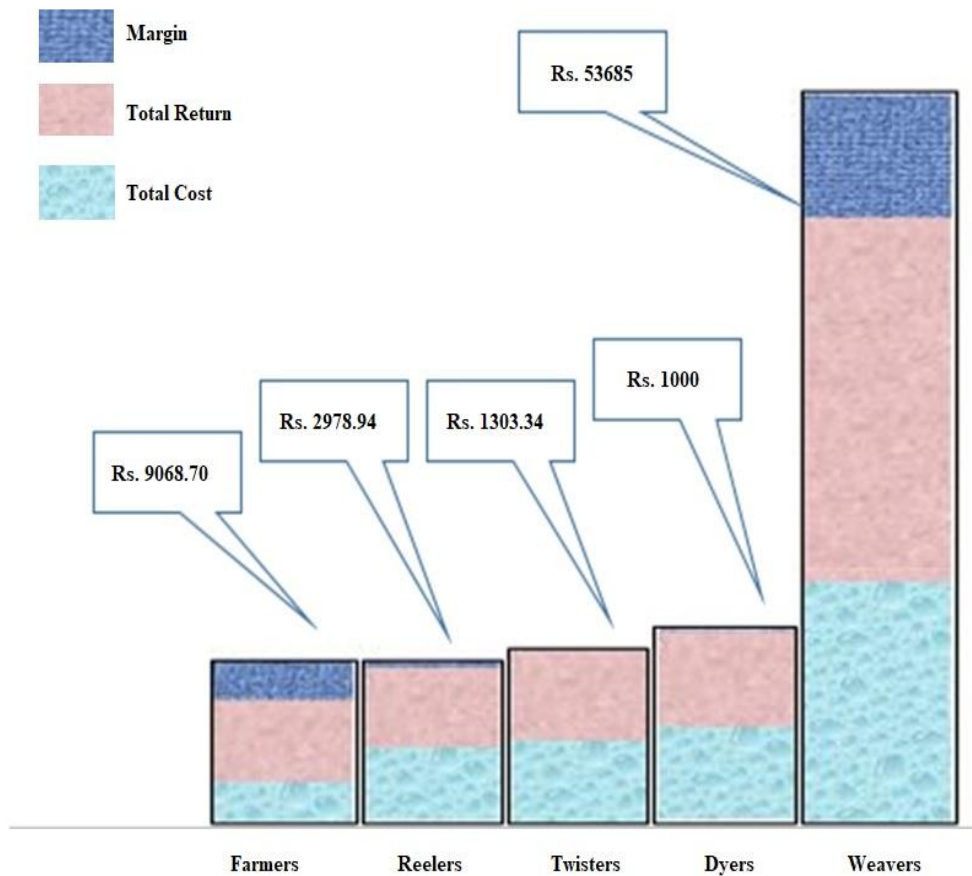 Margin
Total Return
Total Cost
Rs. 53685
Rs. 1000
Rs. 2978.94
Rs. 1303.34
Rs. 9068.70
Farmers
Reelers
Twisters
Dyers
Weavers